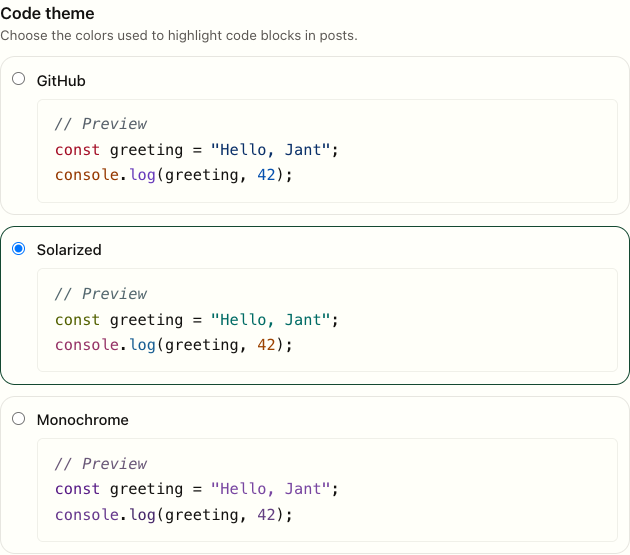 Code theme
Choose the colors used to highlight code blocks in posts.
GitHub
// Preview
const greeting = "Hello, Jant";
console.log(greeting, 42);
Solarized
// Preview
const greeting = "Hello, Jant";
console.log(greeting, 42);
Monochrome
// Preview
const greeting = "Hello, Jant";
console.log(greeting, 42);